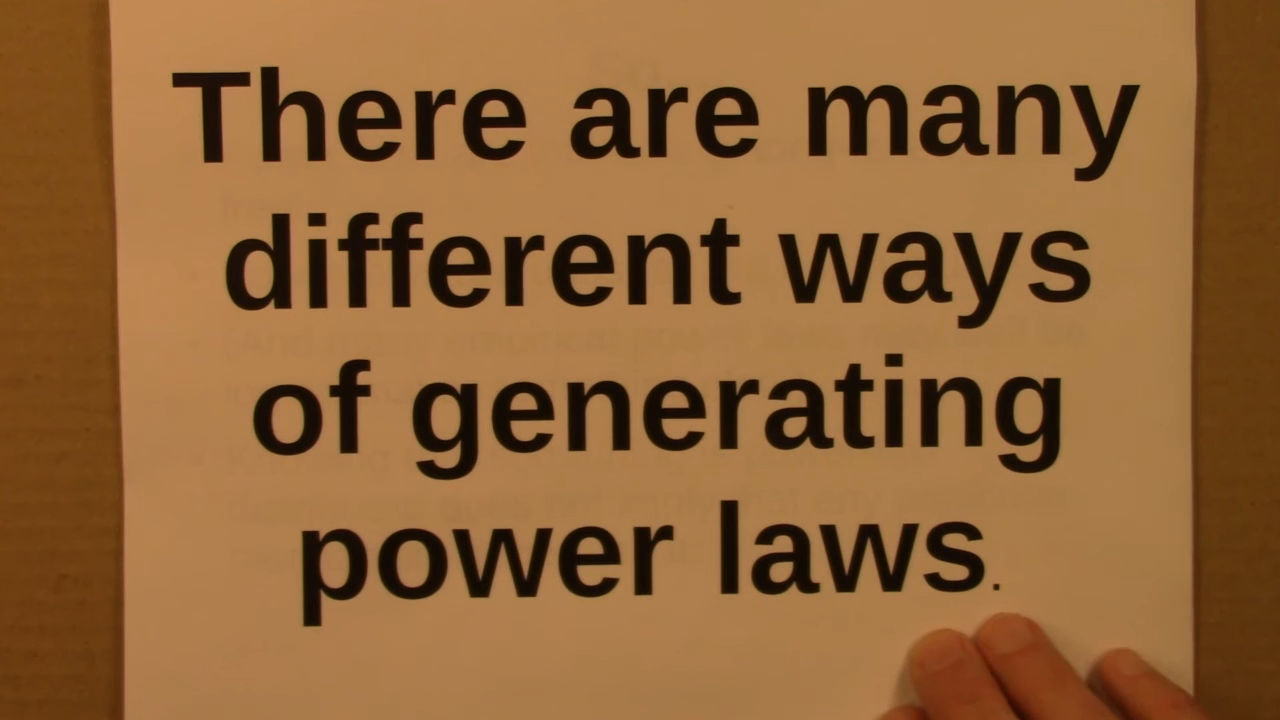 There are many
different ways
of generating
power laws.